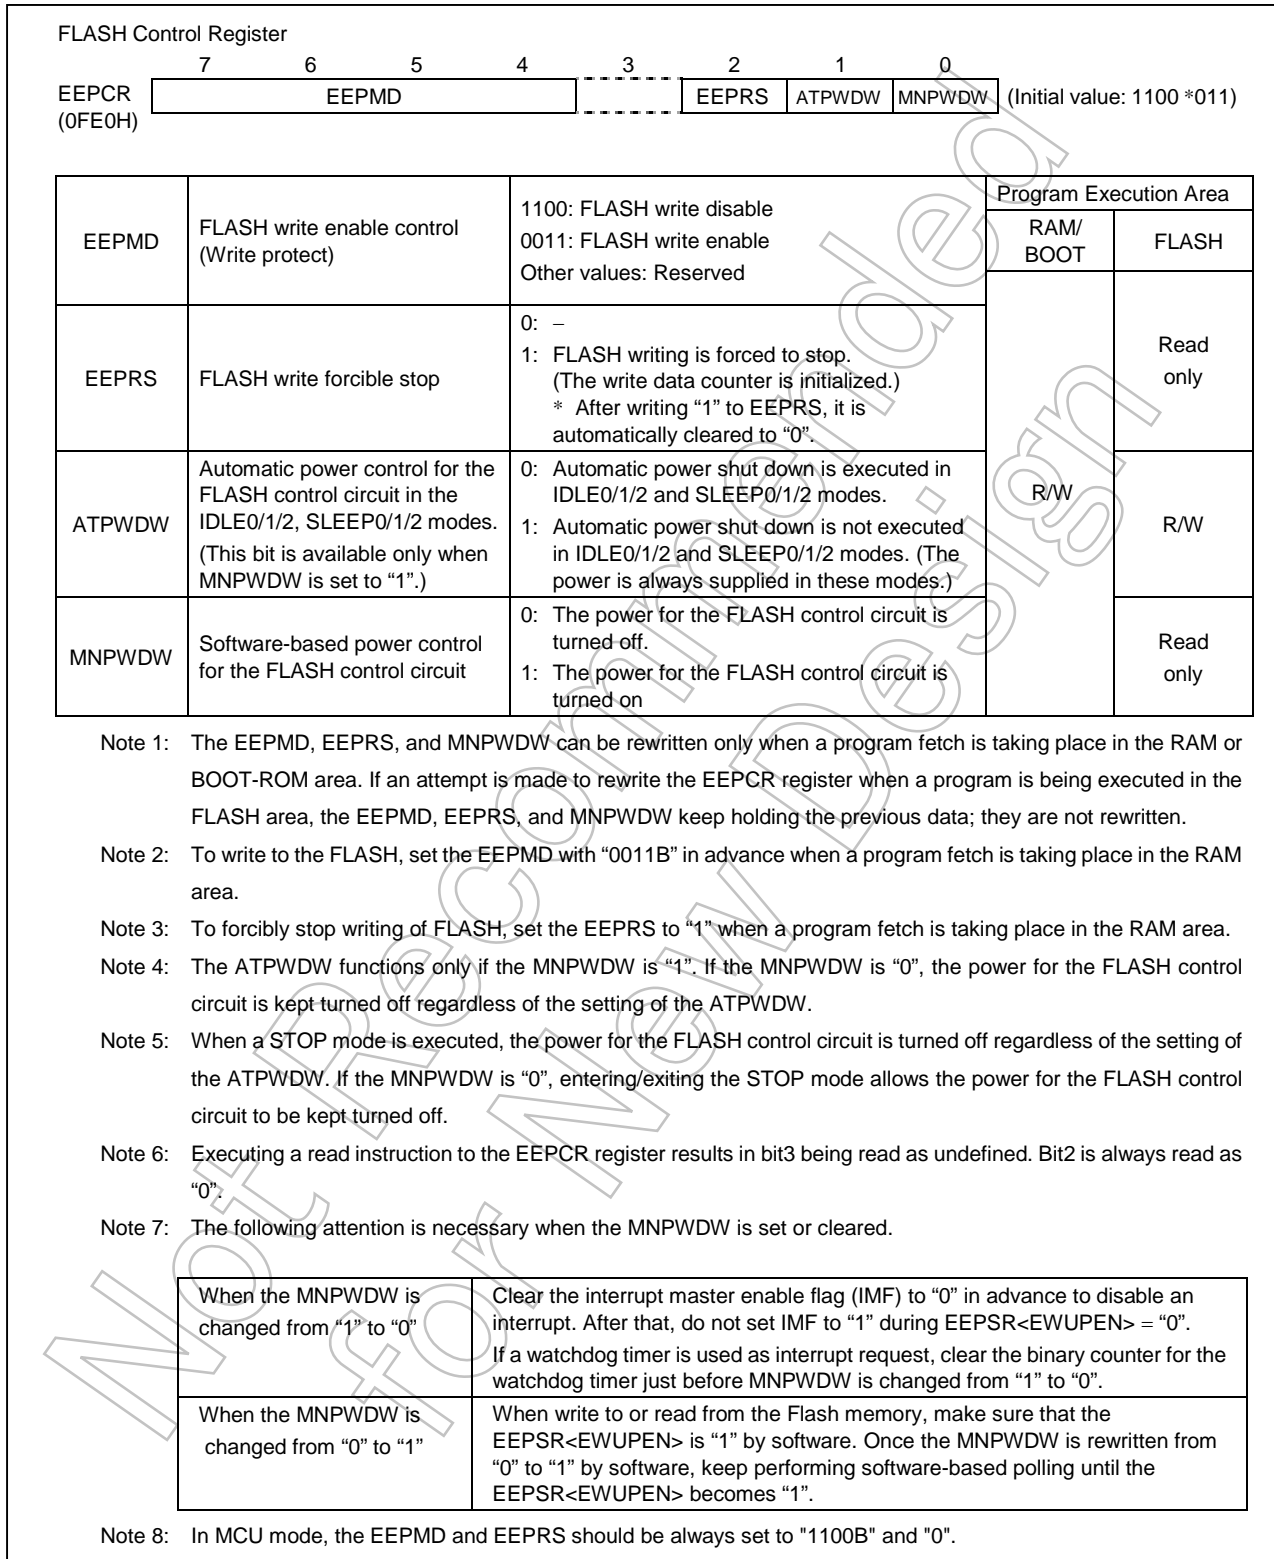 FLASH Control Register
7 6 5 4 3 2 1 0
EEPCR EEPMD EEPRS ATPWDW MNPWDW (Initial value: 1100 *011)
(0FE0H)
EEPMD
FLASH write enable control
(Write protect)
1100: FLASH write disable
0011: FLASH write enable
Other values: Reserved
Program Execution Area
RAM/
BOOT
FLASH
EEPRS
FLASH write forcible stop
0: –
1: FLASH writing is forced to stop.
(The write data counter is initialized.)
* After writing “1” to EEPRS, it is
automatically cleared to “0”.
Read
only
ATPWDW
Automatic power control for the
FLASH control circuit in the
IDLE0/1/2, SLEEP0/1/2 modes.
(This bit is available only when
MNPWDW is set to “1”.)
0: Automatic power shut down is executed in
IDLE0/1/2 and SLEEP0/1/2 modes.
1: Automatic power shut down is not executed
in IDLE0/1/2 and SLEEP0/1/2 modes. (The
power is always supplied in these modes.)
R/W
R/W
MNPWDW
Software-based power control
for the FLASH control circuit
0: The power for the FLASH control circuit is
turned off.
1: The power for the FLASH control circuit is
turned on
Read
only
Note 1: The EEPMD, EEPRS, and MNPWDW can be rewritten only when a program fetch is taking place in the RAM or
BOOT-ROM area. If an attempt is made to rewrite the EEPCR register when a program is being executed in the
FLASH area, the EEPMD, EEPRS, and MNPWDW keep holding the previous data; they are not rewritten.
Note 2: To write to the FLASH, set the EEPMD with “0011B” in advance when a program fetch is taking place in the RAM
area.
Note 3: To forcibly stop writing of FLASH, set the EEPRS to “1” when a program fetch is taking place in the RAM area.
Note 4: The ATPWDW functions only if the MNPWDW is “1”. If the MNPWDW is “0”, the power for the FLASH control
circuit is kept turned off regardless of the setting of the ATPWDW.
Note 5: When a STOP mode is executed, the power for the FLASH control circuit is turned off regardless of the setting of
the ATPWDW. If the MNPWDW is “0”, entering/exiting the STOP mode allows the power for the FLASH control
circuit to be kept turned off.
Note 6: Executing a read instruction to the EEPCR register results in bit3 being read as undefined. Bit2 is always read as
“0”.
Note 7: The following attention is necessary when the MNPWDW is set or cleared.
When the MNPWDW is
changed from “1” to “0”
Clear the interrupt master enable flag (IMF) to “0” in advance to disable an
interrupt. After that, do not set IMF to “1” during EEPSR<EWUPEN> = “0”.
If a watchdog timer is used as interrupt request, clear the binary counter for the
watchdog timer just before MNPWDW is changed from “1” to “0”.
When the MNPWDW is
changed from “0” to “1”
When write to or read from the Flash memory, make sure that the
EEPSR<EWUPEN> is “1” by software. Once the MNPWDW is rewritten from
“0” to “1” by software, keep performing software-based polling until the
EEPSR<EWUPEN> becomes “1”.
Note 8: In MCU mode, the EEPMD and EEPRS should be always set to "1100B" and "0".
Not Recommended
for New Design